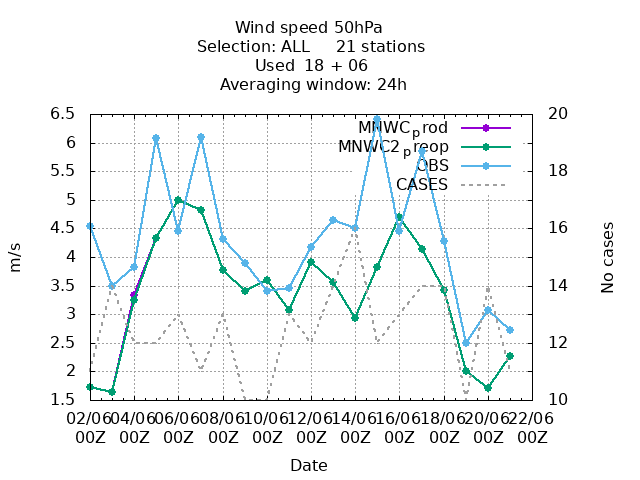 Wind speed 50hPa
Selection: ALL 21 stations
Used 18 + 06
Averaging window: 24h
6.5
6
5.5
5
4.5
4
3.5
3
2.5
2
1.5
m/s
20
18
16
14
12
10
No cases
MNWC_prod
MNWC2_preop
OBS
CASES
02/06 04/06 06/06 08/06 10/06 12/06 14/06 16/06 18/06 20/06 22/06
00Z 00Z 00Z 00Z 00Z 00Z 00Z 00Z 00Z 00Z 00Z
Date